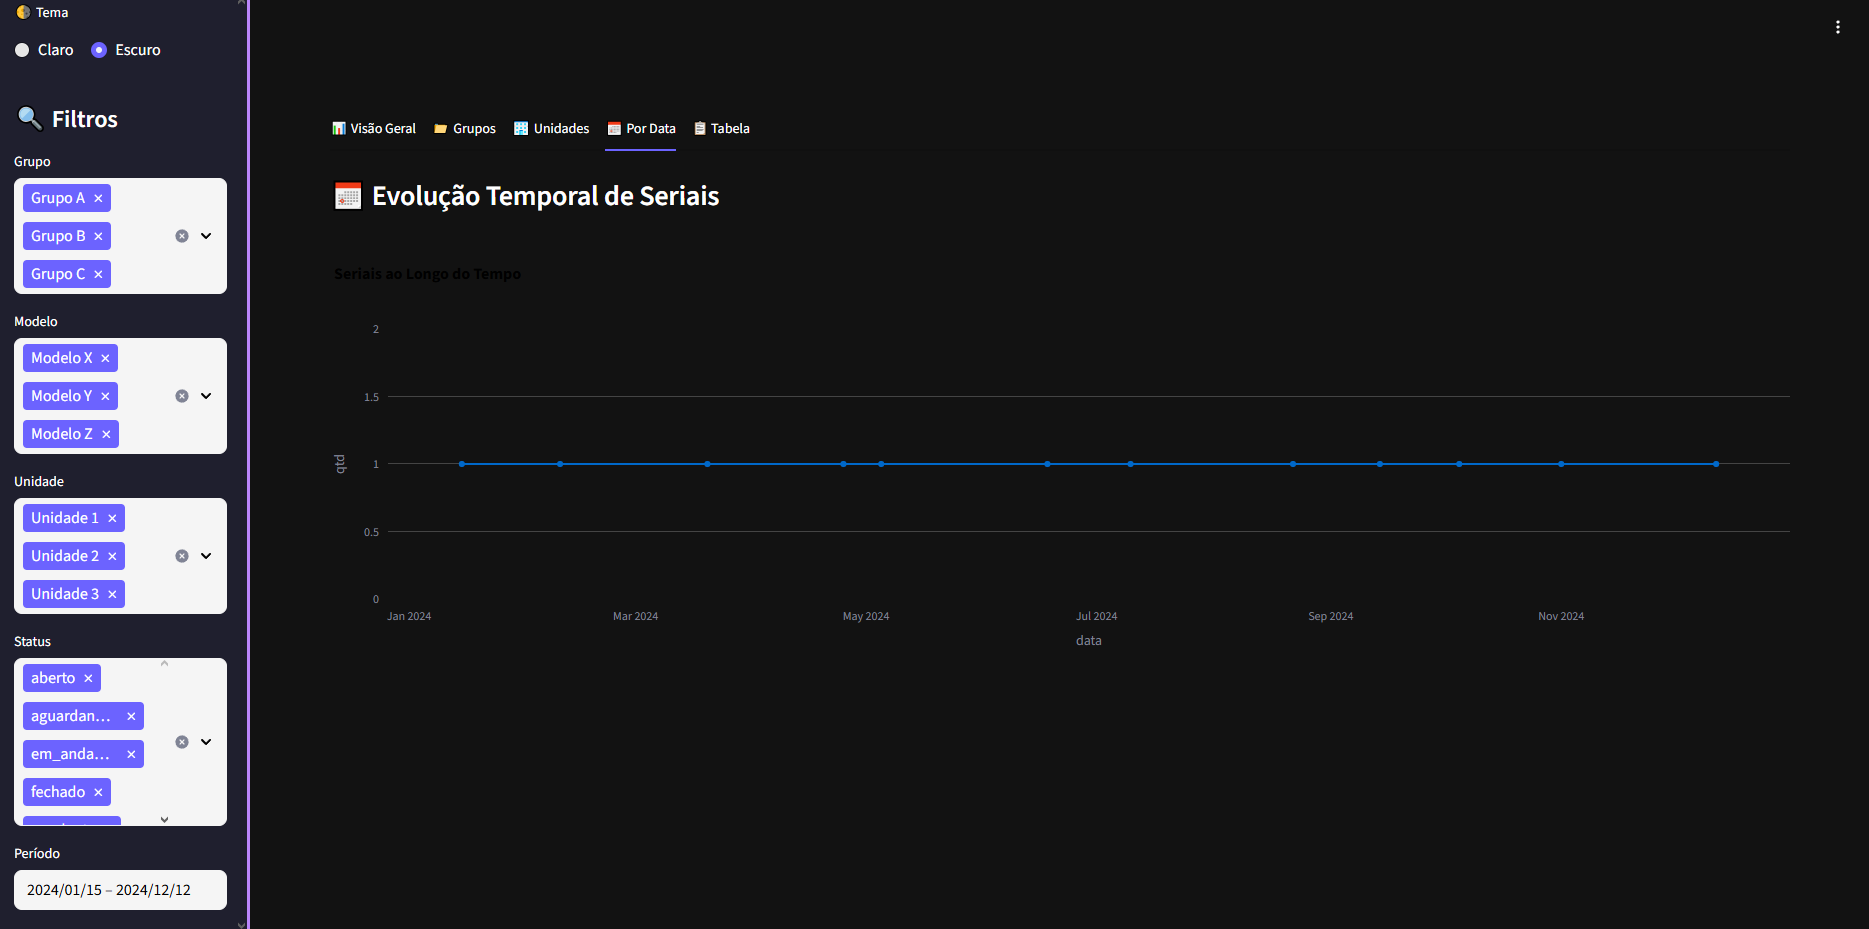 Tema
Claro
Escuro
Filtros
Grupo
Grupo A
Grupo B
Grupo C
Modelo
Modelo X
Modelo Y
Modelo Z
Unidade
Unidade 1
Unidade 2
Unidade 3
Status
aberto
aguardan...
em_anda...
fechado
Período
2024/01/15 – 2024/12/12
Visão Geral
Grupos
Unidades
Por Data
Tabela
Evolução Temporal de Seriais
Seriais ao Longo do Tempo
2
1.5
1
0.5
0
qtd
Jan 2024
Mar 2024
May 2024
Jul 2024
Sep 2024
Nov 2024
data